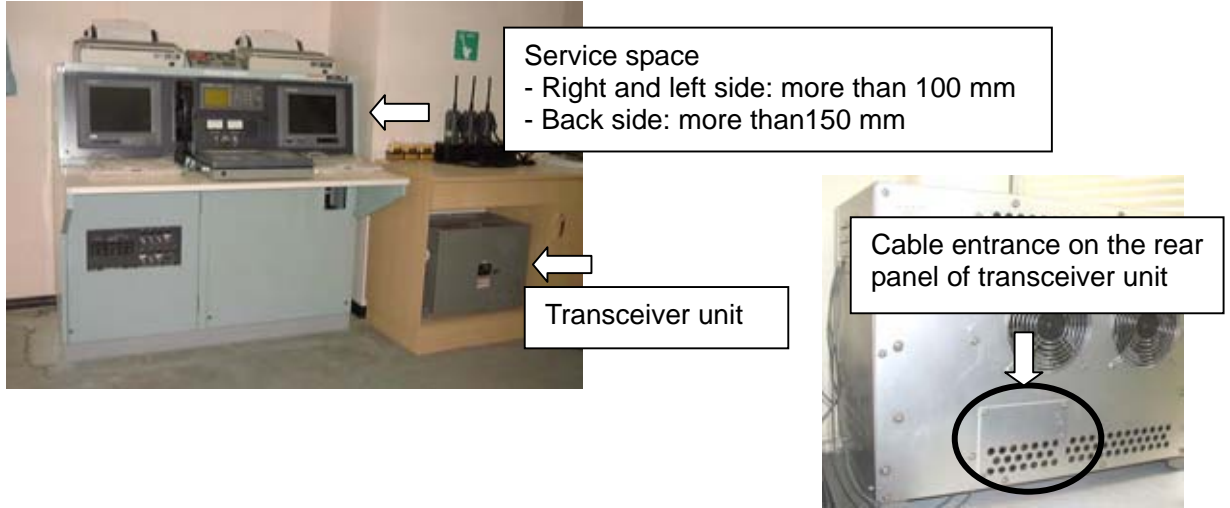 Service space
- Right and left side: more than 100 mm
- Back side: more than150 mm
Cable entrance on the rear
panel of transceiver unit
Transceiver unit